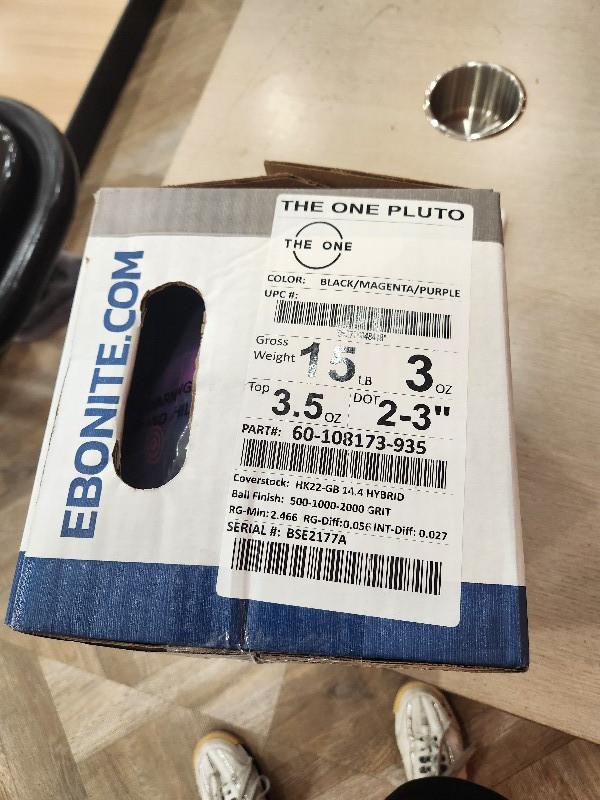 THE ONE PLUTO
THE ONE
COLOR: BLACK/MAGENTA/PURPLE
UPC #:
Gross Weight 15 LB 3 OZ
Top 3.5 OZ DOT 2-3"
PART#: 60-108173-935
Coverstock: HK22-GB 14.4 HYBRID
Ball Finish: 500-1000-2000 GRIT
RG-Min: 2.466 RG-Diff: 0.056 INT-Diff: 0.027
SERIAL #: BSE2177A
EBONITE.COM